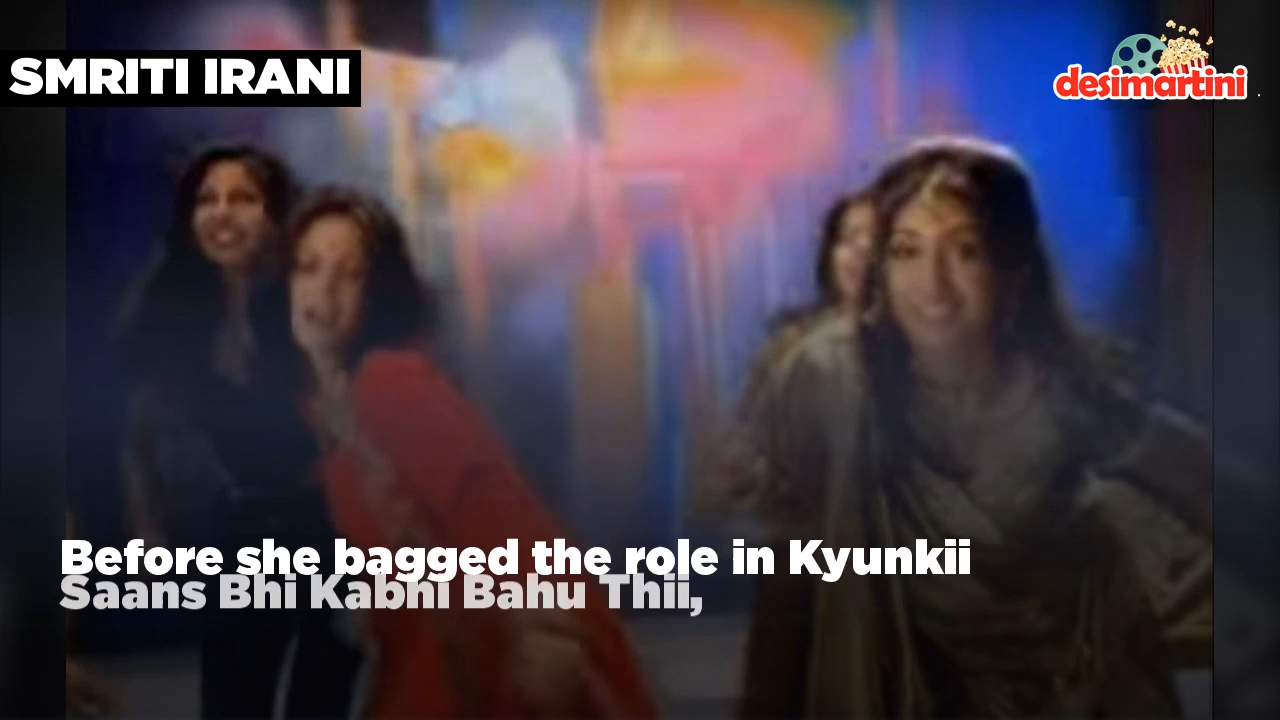 SMRITI IRANI
desimartini
Before she bagged the role in Kyunkii
Saans Bhi Kabhi Bahu Thii,